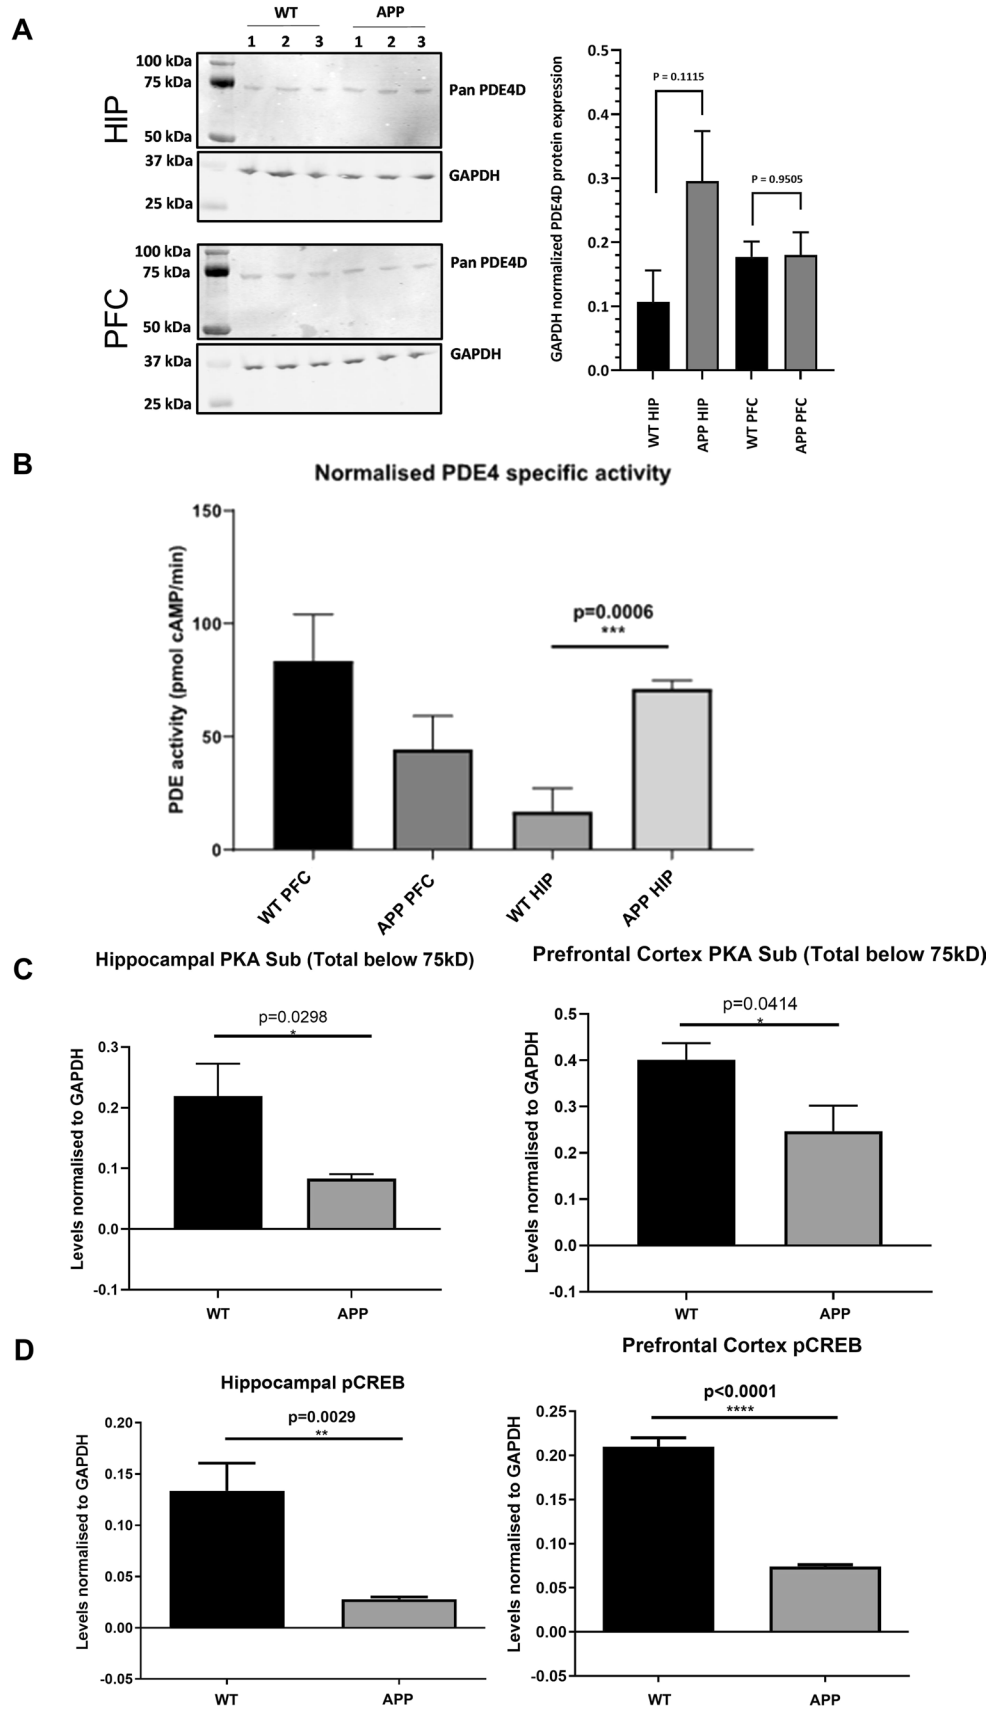 A
WT APP
1 2 3 1 2 3
HIP
100 kDa
75 kDa
Pan PDE4D
50 kDa
37 kDa
GAPDH
25 kDa
PFC
100 kDa
Pan PDE4D
75 kDa
50 kDa
GAPDH
37 kDa
25 kDa
GAPDH normalized PDE4D protein expression
0.5
0.4
0.3
0.2
0.1
0.0
P = 0.1115
P = 0.9505
WT HIP
APP HIP
WT PFC
APP PFC
B
Normalised PDE4 specific activity
PDE activity (pmol cAMP/min)
150
100
50
0
p=0.0006
***
WT PFC
APP PFC
WT HIP
APP HIP
C
Hippocampal PKA Sub (Total below 75kD)
Levels normalised to GAPDH
0.3
0.2
0.1
0.0
-0.1
p=0.0298
*
WT APP
Prefrontal Cortex PKA Sub (Total below 75kD)
Levels normalised to GAPDH
0.5
0.4
0.3
0.2
0.1
0.0
-0.1
p=0.0414
*
WT APP
D
Hippocampal pCREB
Levels normalised to GAPDH
0.20
0.15
0.10
0.05
0.00
-0.05
p=0.0029
**
WT APP
Prefrontal Cortex pCREB
Levels normalised to GAPDH
0.25
0.20
0.15
0.10
0.05
0.00
-0.05
p<0.0001
****
WT APP